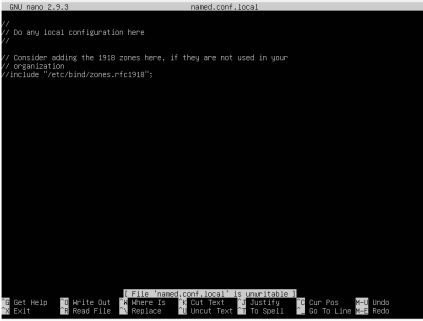 GNU nano 2.9.3 named.conf.local
//
// Do any local configuration here
//
// Consider adding the 1918 zones here, if they are not used in your
// organization
//include "/etc/bind/zones.rfc1918";
[ File 'named.conf.local' is unwritable ]
^G Get Help ^O Write Out ^W Where Is ^K Cut Text ^J Justify ^C Cur Pos M-U Undo
^X Exit ^R Read File ^\ Replace ^U Uncut Text ^T To Spell ^_ Go To Line M-E Redo